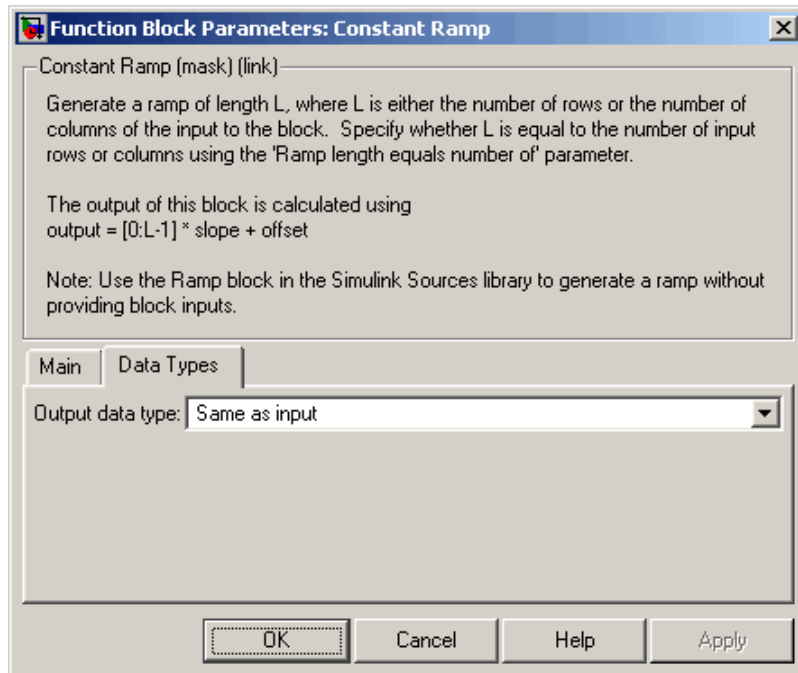 Function Block Parameters: Constant Ramp
Constant Ramp (mask) (link)
Generate a ramp of length L, where L is either the number of rows or the number of
columns of the input to the block.  Specify whether L is equal to the number of input
rows or columns using the 'Ramp length equals number of' parameter.
The output of this block is calculated using
output = [0:L-1] * slope + offset
Note: Use the Ramp block in the Simulink Sources library to generate a ramp without
providing block inputs.
Main
Data Types
Output data type: Same as input
OK
Cancel
Help
Apply